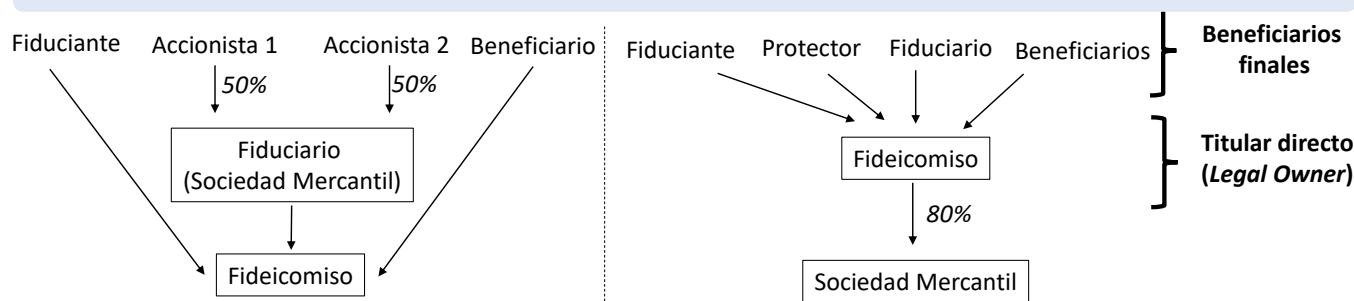 Fiduciante
Accionista 1
Accionista 2
Beneficiario
50%
50%
Fiduciario
(Sociedad Mercantil)
Fideicomiso
Fiduciante
Protector
Fiduciario
Beneficiarios
Fideicomiso
80%
Sociedad Mercantil
Beneficiarios
finales
Titular directo
(Legal Owner)